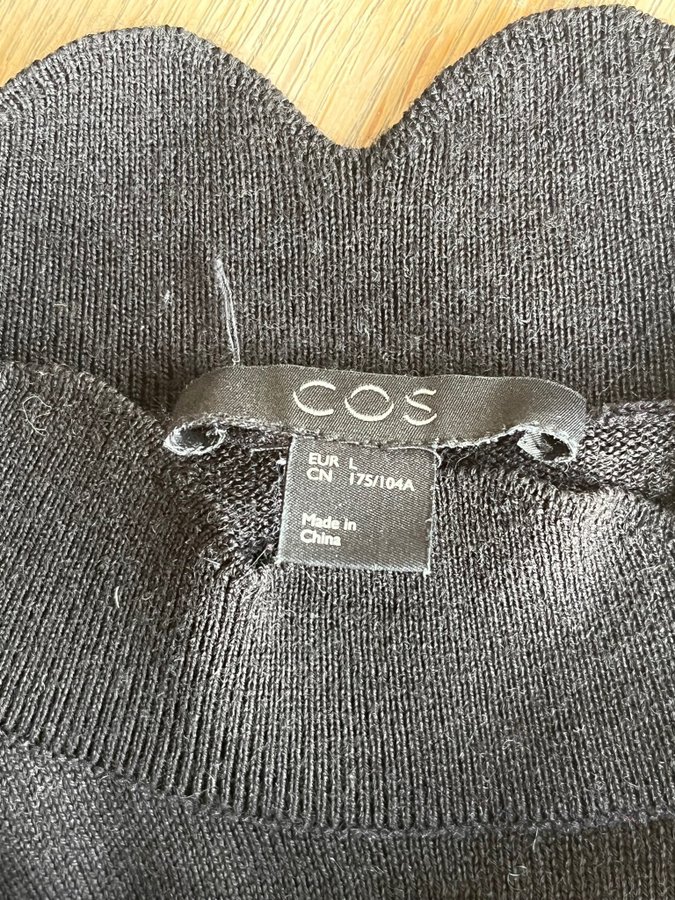 COS
EUR L
CN 175/104A
Made in
China